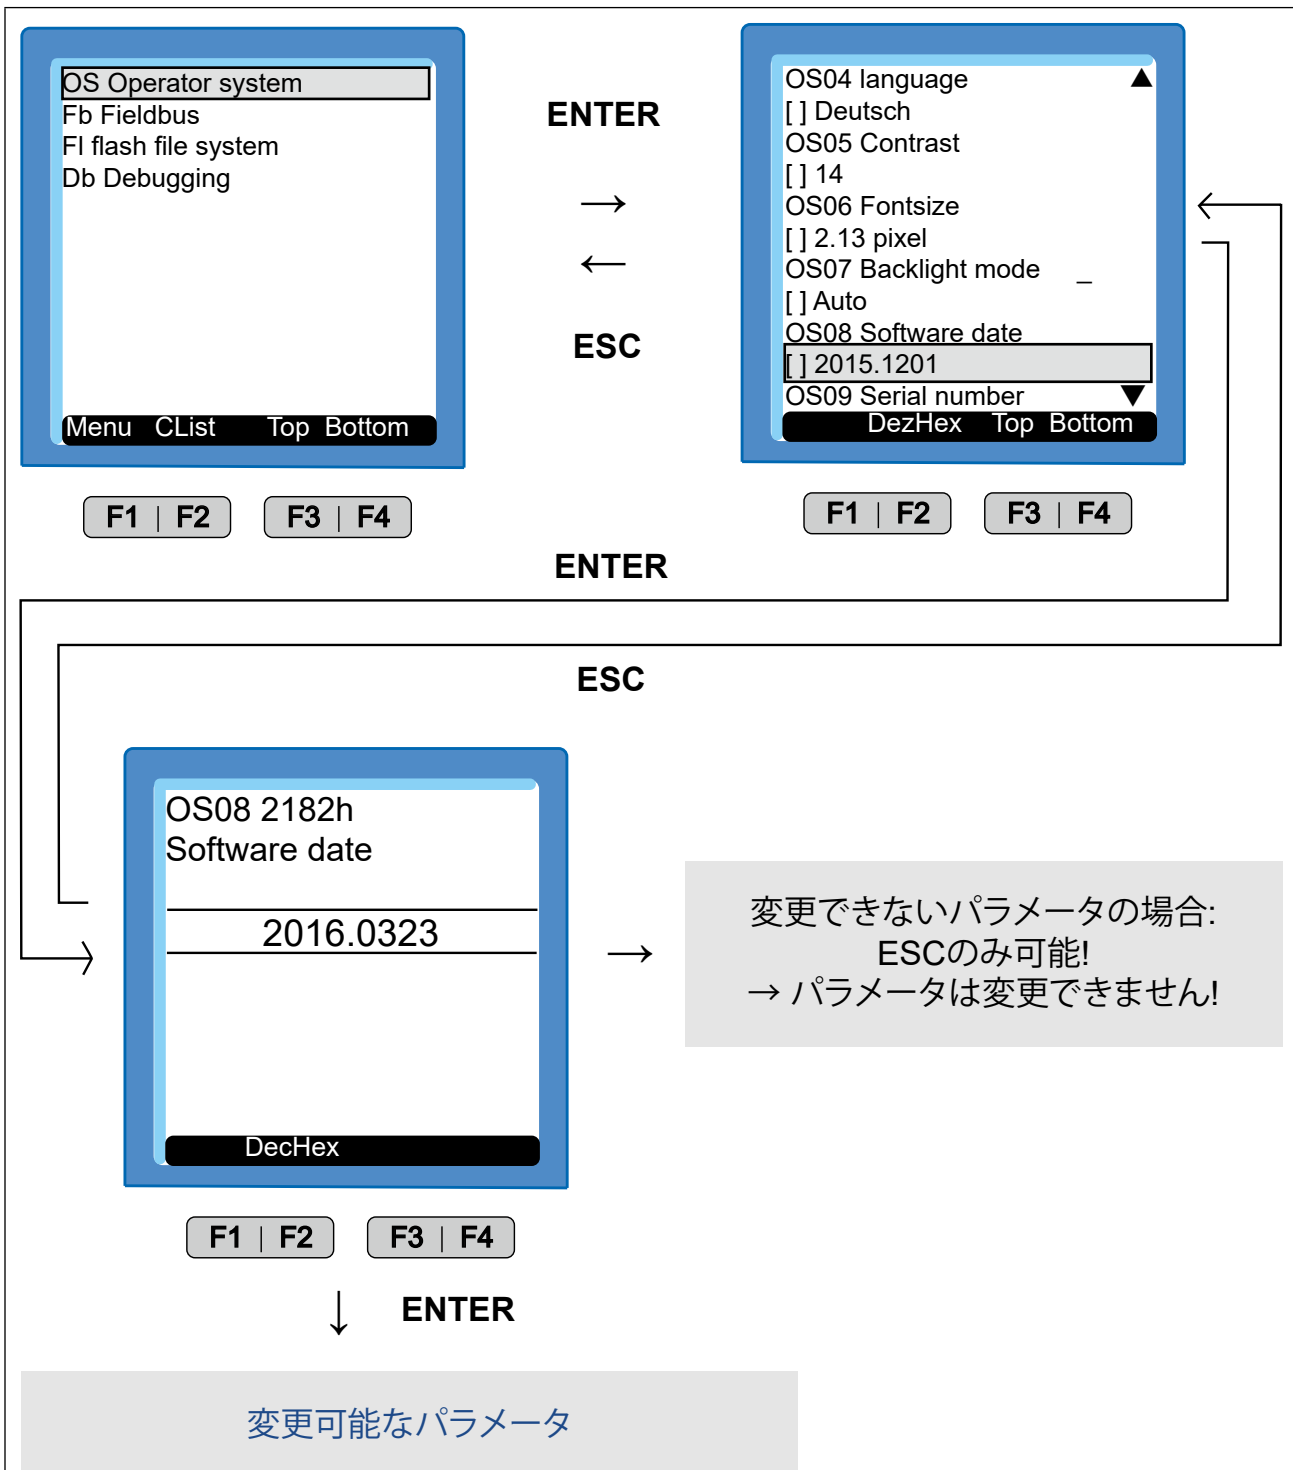 OS Operator system
Fb Fieldbus
Fl flash file system
Db Debugging
Menu CList Top Bottom
F1 | F2 F3 | F4
ENTER
→
←
ESC
OS04 language ▲
[ ] Deutsch
OS05 Contrast
[ ] 14
OS06 Fontsize
[ ] 2.13 pixel
OS07 Backlight mode _
[ ] Auto
OS08 Software date
[ ] 2015.1201
OS09 Serial number ▼
DezHex Top Bottom
F1 | F2 F3 | F4
ENTER
ESC
OS08 2182h
Software date
2016.0323
DecHex
F1 | F2 F3 | F4
→
変更できないパラメータの場合:
ESCのみ可能!
→ パラメータは変更できません!
↓ ENTER
変更可能なパラメータ